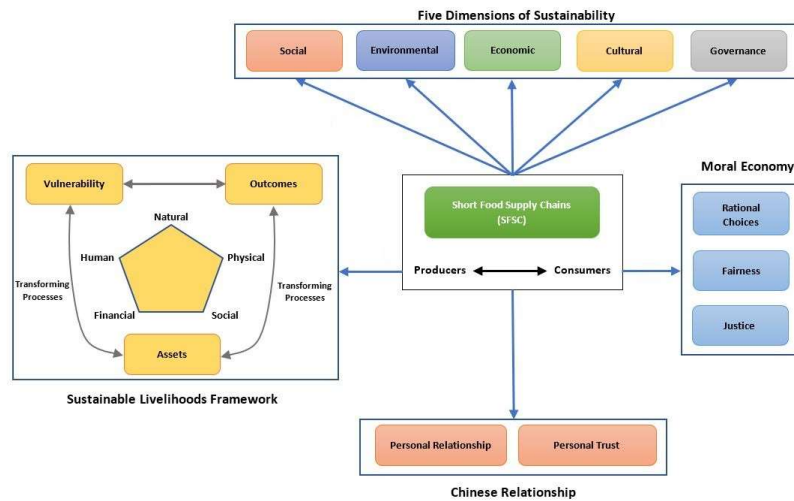 Five Dimensions of Sustainability
Social
Environmental
Economic
Cultural
Governance
Vulnerability
Outcomes
Natural
Human
Physical
Transforming
Processes
Transforming
Processes
Financial
Social
Assets
Sustainable Livelihoods Framework
Short Food Supply Chains
(SFSC)
Producers
Consumers
Moral Economy
Rational
Choices
Fairness
Justice
Personal Relationship
Personal Trust
Chinese Relationship